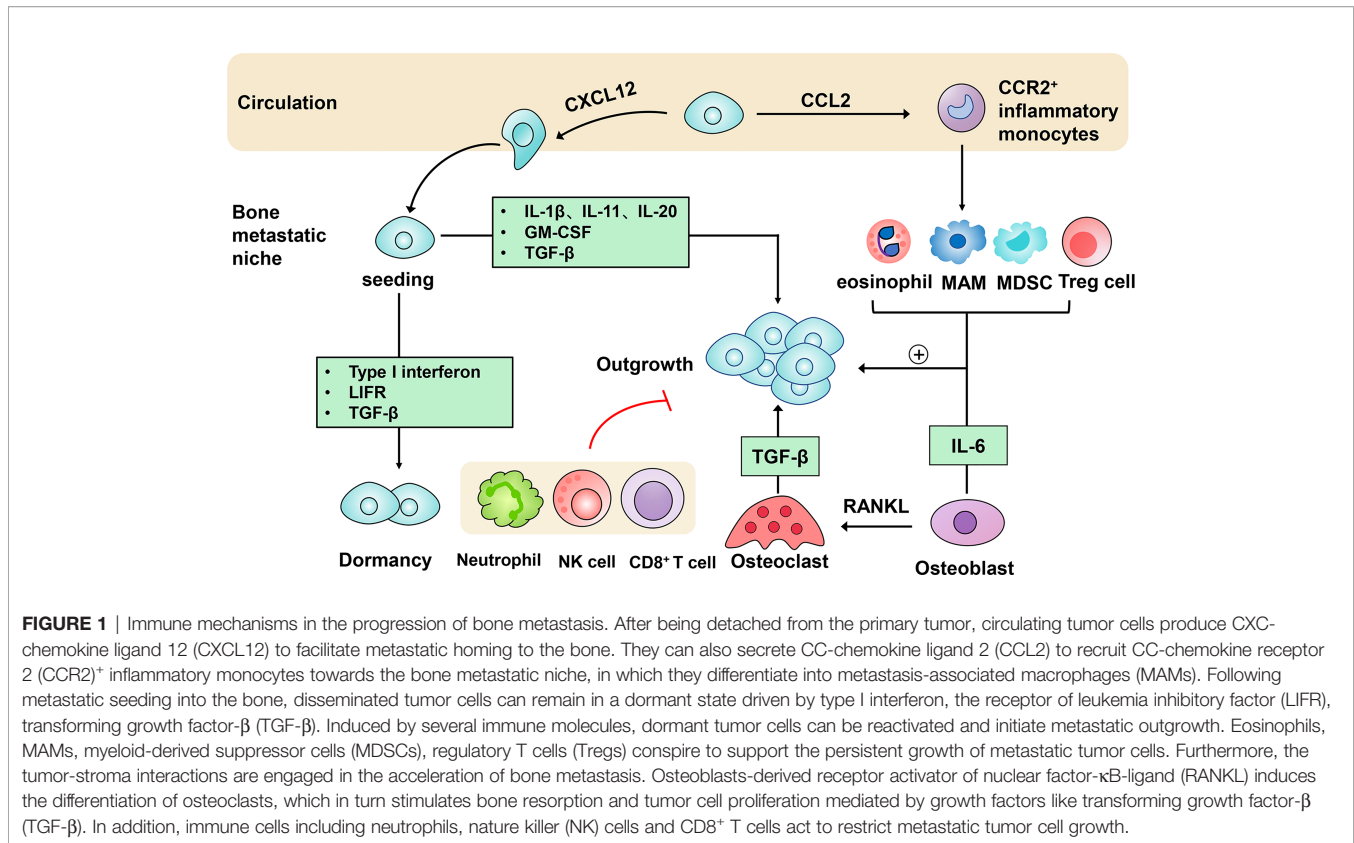 Circulation
CXCL12
CCL2
CCR2⁺
inflammatory
monocytes
Bone
metastatic
niche
seeding
• IL-1β、IL-11、IL-20
• GM-CSF
• TGF-β
eosinophil MAM MDSC Treg cell
• Type I interferon
• LIFR
• TGF-β
Outgrowth
+
TGF-β
IL-6
RANKL
Dormancy
Neutrophil NK cell CD8⁺ T cell Osteoclast
Osteoblast
FIGURE 1 | Immune mechanisms in the progression of bone metastasis. After being detached from the primary tumor, circulating tumor cells produce CXC-
chemokine ligand 12 (CXCL12) to facilitate metastatic homing to the bone. They can also secrete CC-chemokine ligand 2 (CCL2) to recruit CC-chemokine receptor
2 (CCR2)⁺ inflammatory monocytes towards the bone metastatic niche, in which they differentiate into metastasis-associated macrophages (MAMs). Following
metastatic seeding into the bone, disseminated tumor cells can remain in a dormant state driven by type I interferon, the receptor of leukemia inhibitory factor (LIFR),
transforming growth factor-β (TGF-β). Induced by several immune molecules, dormant tumor cells can be reactivated and initiate metastatic outgrowth. Eosinophils,
MAMs, myeloid-derived suppressor cells (MDSCs), regulatory T cells (Tregs) conspire to support the persistent growth of metastatic tumor cells. Furthermore, the
tumor-stroma interactions are engaged in the acceleration of bone metastasis. Osteoblasts-derived receptor activator of nuclear factor-κB-ligand (RANKL) induces
the differentiation of osteoclasts, which in turn stimulates bone resorption and tumor cell proliferation mediated by growth factors like transforming growth factor-β
(TGF-β). In addition, immune cells including neutrophils, nature killer (NK) cells and CD8⁺ T cells act to restrict metastatic tumor cell growth.